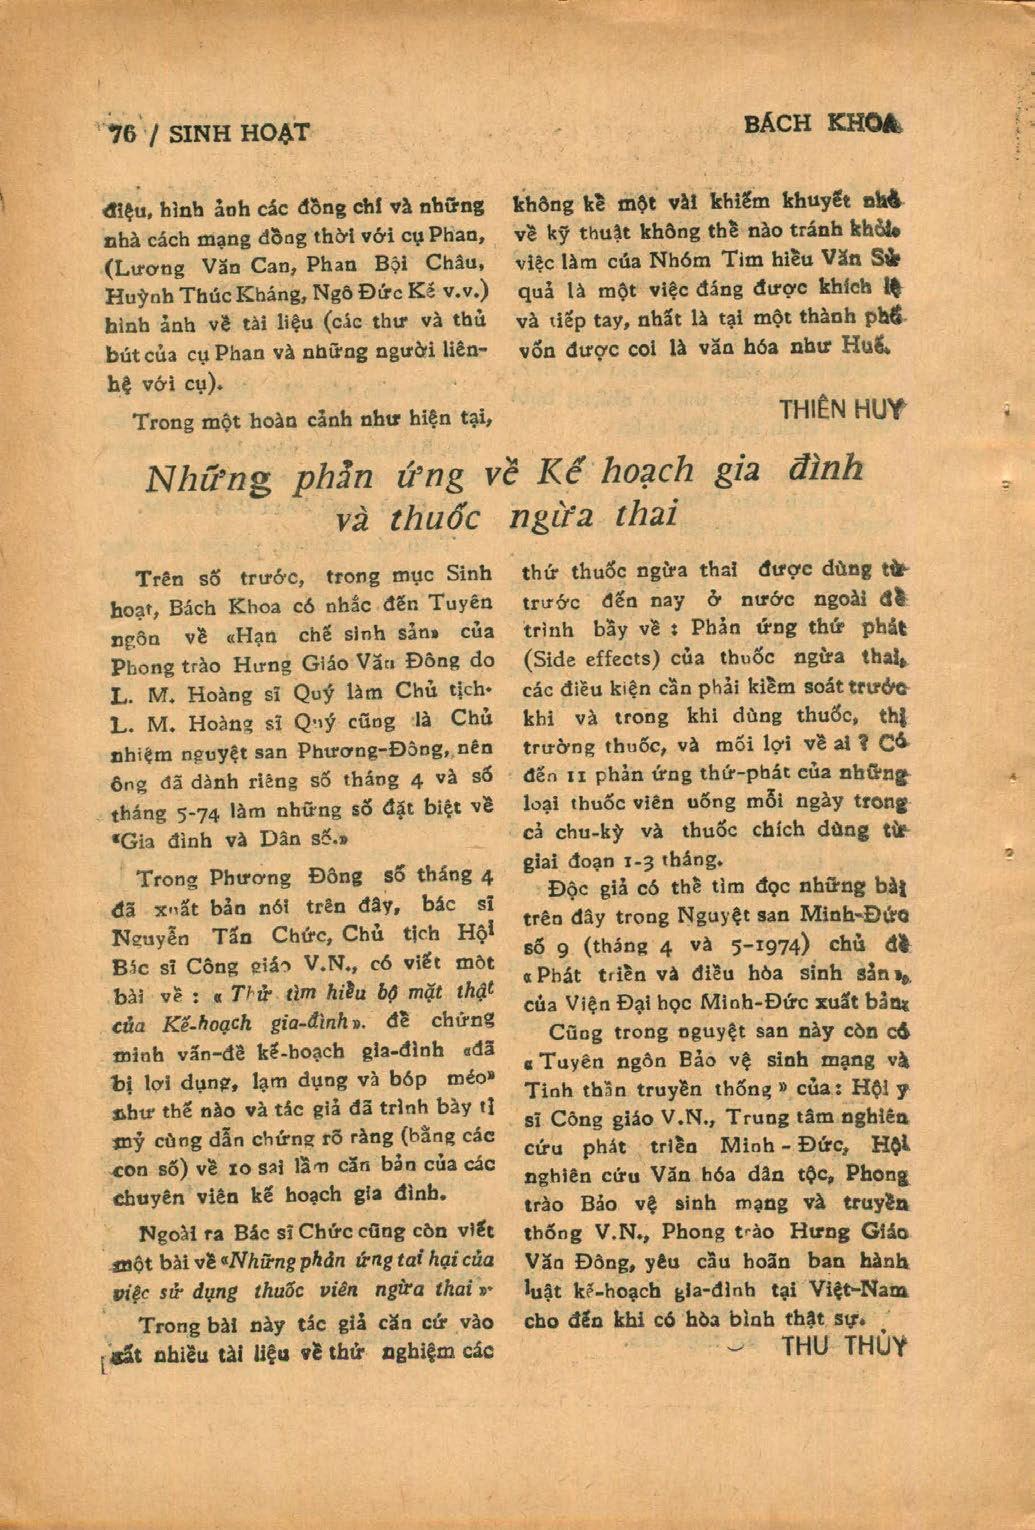 76 / SINH HOẠT
BÁCH KHOA
điệu, hình ảnh các đồng chí và những
nhà cách mạng đồng thời với cụ Phan,
(Lương Văn Can, Phan Bội Châu,
Huỳnh Thúc Kháng, Ngô Đức Kế v.v.)
hình ảnh về tài liệu (các thư và thủ
bút của cụ Phan và những người liên-
hệ với cụ).
Trong một hoàn cảnh như hiện tại,
không kể một vài khiếm khuyết nhỏ
về kỹ thuật không thể nào tránh khỏi,
việc làm của Nhóm Tìm hiểu Văn Sử
quả là một việc đáng được khích lệ
và tiếp tay, nhất là tại một thành phố
vốn được coi là văn hóa như Huế.
THIÊN HUY
Những phản ứng về Kế hoạch gia đình
và thuốc ngừa thai
Trên số trước, trong mục Sinh
hoạt, Bách Khoa có nhắc đến Tuyên
ngôn về «Hạn chế sinh sản» của
Phong trào Hưng Giáo Văn Đông do
L. M. Hoàng sĩ Quý làm Chủ tịch.
L. M. Hoàng sĩ Quý cũng là Chủ
nhiệm nguyệt san Phương-Đông, nên
ông đã dành riêng số tháng 4 và số
tháng 5-74 làm những số đặt biệt về
«Gia đình và Dân số.»
Trong Phương Đông số tháng 4
đã xuất bản nói trên đây, bác sĩ
Nguyễn Tấn Chức, Chủ tịch Hội
Bác sĩ Công giáo V.N., có viết một
bài về : « Thử tìm hiểu bộ mặt thật
của Kế-hoạch gia-đình». để chứng
minh vấn-đề kế-hoạch gia-đình «đã
bị lợi dụng, lạm dụng và bóp méo»
như thế nào và tác giả đã trình bày tỉ
mỷ cùng dẫn chứng rõ ràng (bằng các
con số) về 10 sai lầm căn bản của các
chuyên viên kế hoạch gia đình.
Ngoài ra Bác sĩ Chức cũng còn viết
một bài về «Những phản ứng tai hại của
việc sử dụng thuốc viên ngừa thai».
Trong bài này tác giả căn cứ vào
rất nhiều tài liệu về thử nghiệm các
thứ thuốc ngừa thai được dùng từ
trước đến nay ở nước ngoài để
trình bầy về : Phản ứng thứ phát
(Side effects) của thuốc ngừa thai,
các điều kiện cần phải kiểm soát trước
khi và trong khi dùng thuốc, thị
trường thuốc, và mối lợi về ai ? Có
đến 11 phản ứng thứ-phát của những
loại thuốc viên uống mỗi ngày trong
cả chu-kỳ và thuốc chích dùng từ
giai đoạn 1-3 tháng.
Độc giả có thể tìm đọc những bài
trên đây trong Nguyệt san Minh-Đức
số 9 (tháng 4 và 5-1974) chủ đề
«Phát triển và điều hòa sinh sản»,
của Viện Đại học Minh-Đức xuất bản.
Cũng trong nguyệt san này còn có
« Tuyên ngôn Bảo vệ sinh mạng và
Tinh thần truyền thống » của : Hội y
sĩ Công giáo V.N., Trung tâm nghiên
cứu phát triển Minh - Đức, Hội
nghiên cứu Văn hóa dân tộc, Phong
trào Bảo vệ sinh mạng và truyền
thống V.N., Phong trào Hưng Giáo
Văn Đông, yêu cầu hoãn ban hành
luật kế-hoạch gia-đình tại Việt-Nam
cho đến khi có hòa bình thật sự.
THU THỦY